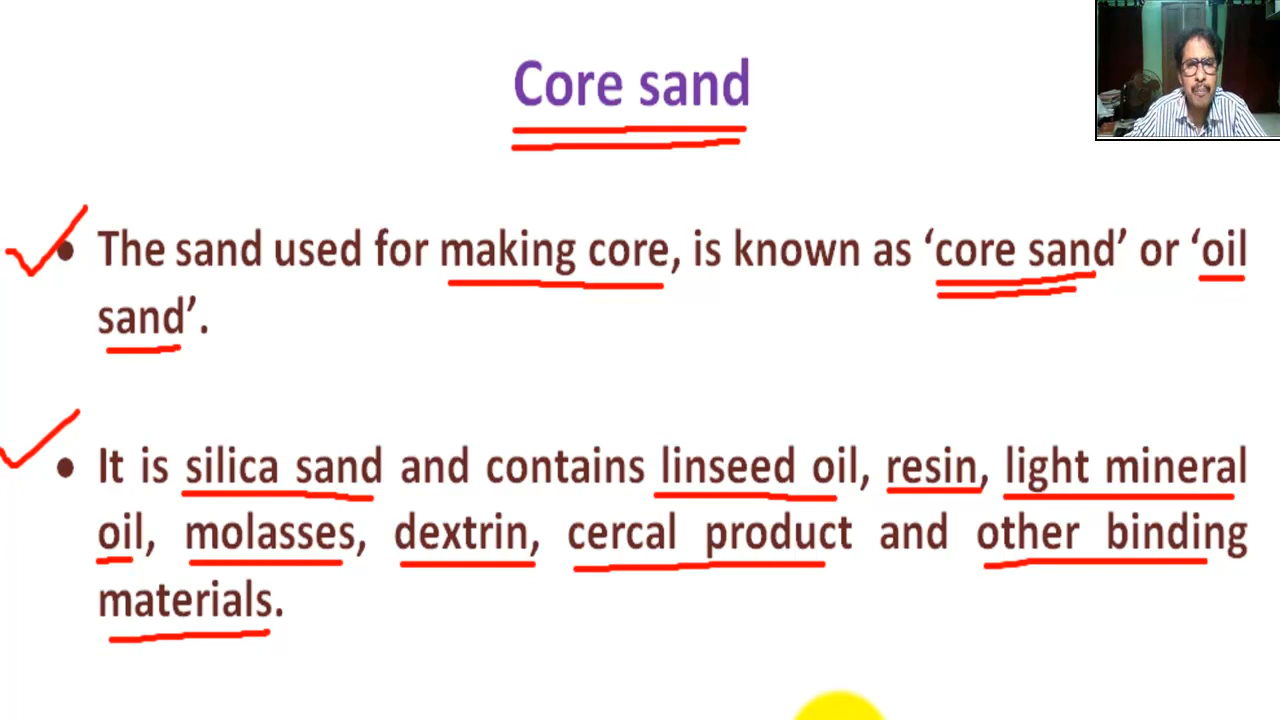 Core sand
• The sand used for making core, is known as ‘core sand’ or ‘oil
sand’.
• It is silica sand and contains linseed oil, resin, light mineral
oil, molasses, dextrin, cercal product and other binding
materials.